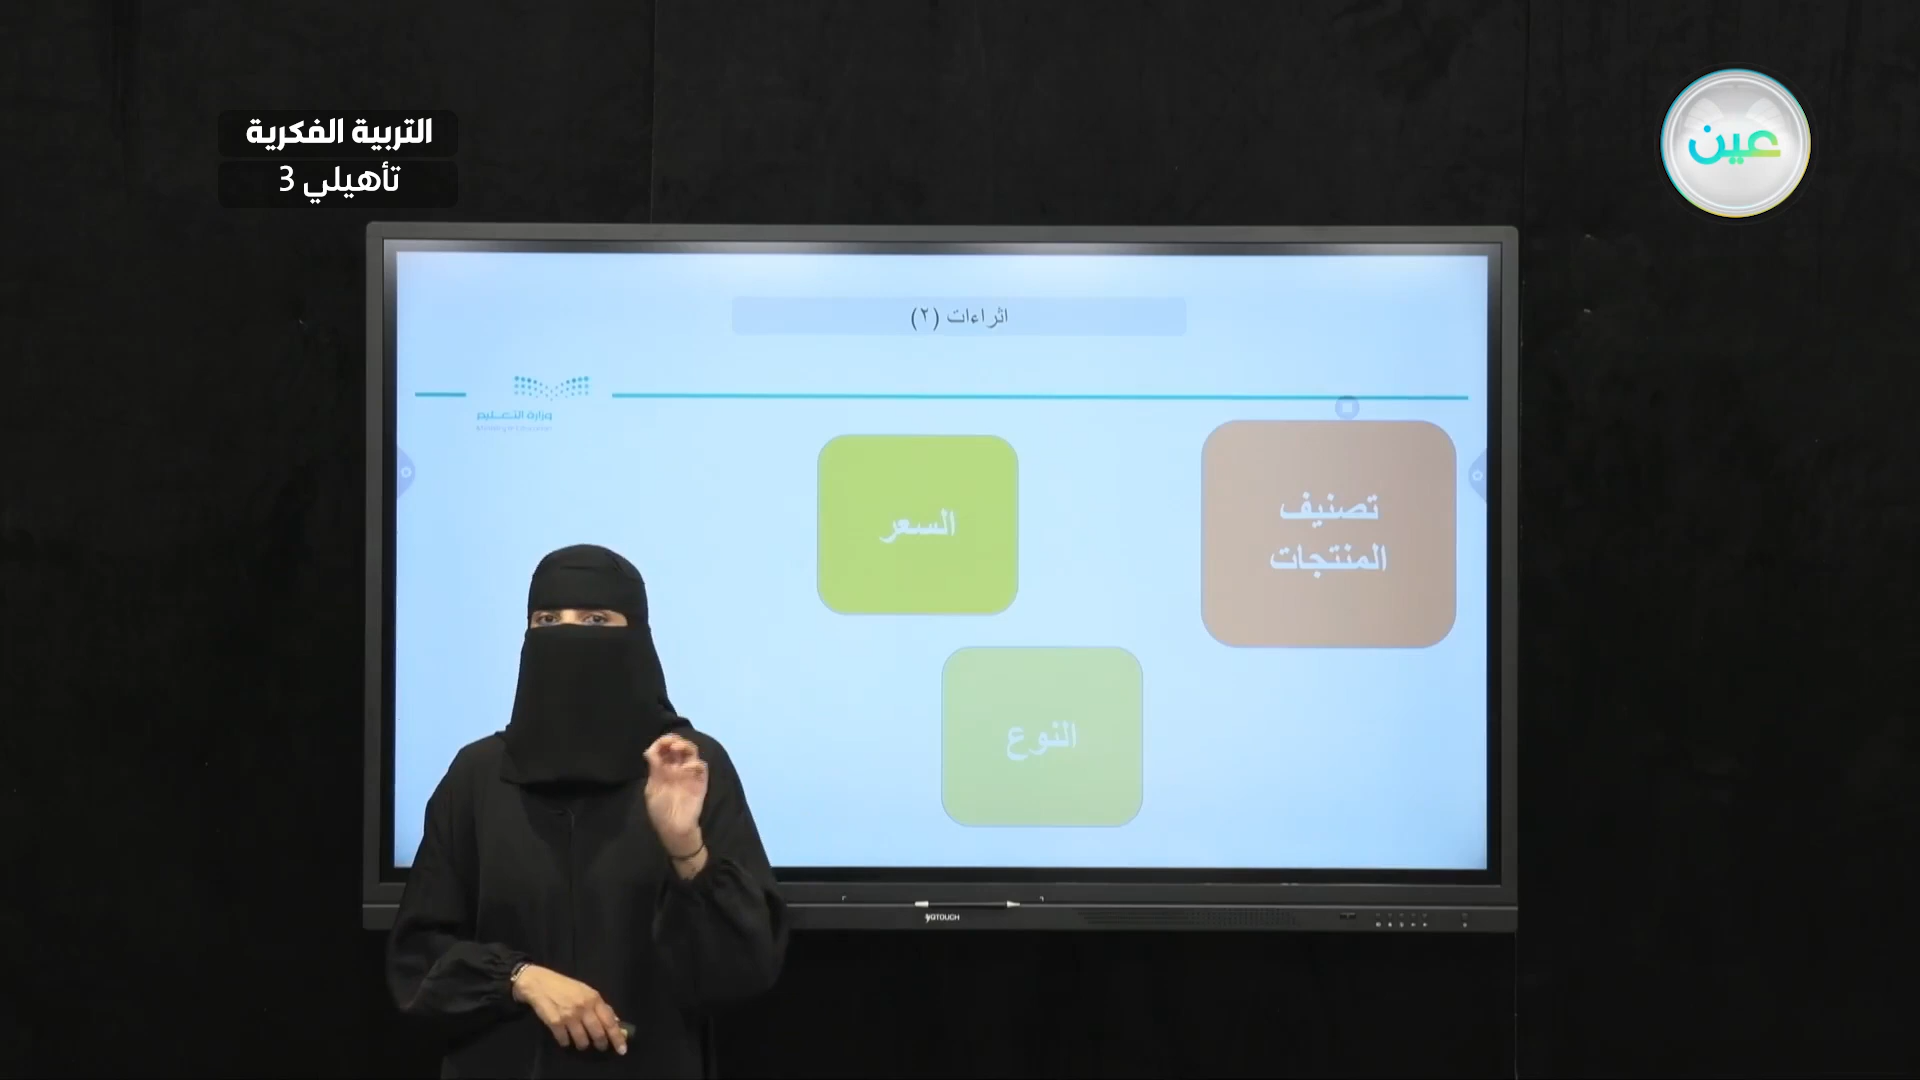 التربية الفكرية
تأهيلي 3
عين
اثراءات (٢)
وزارة التعليم
تصنيف
المنتجات
السعر
النوع